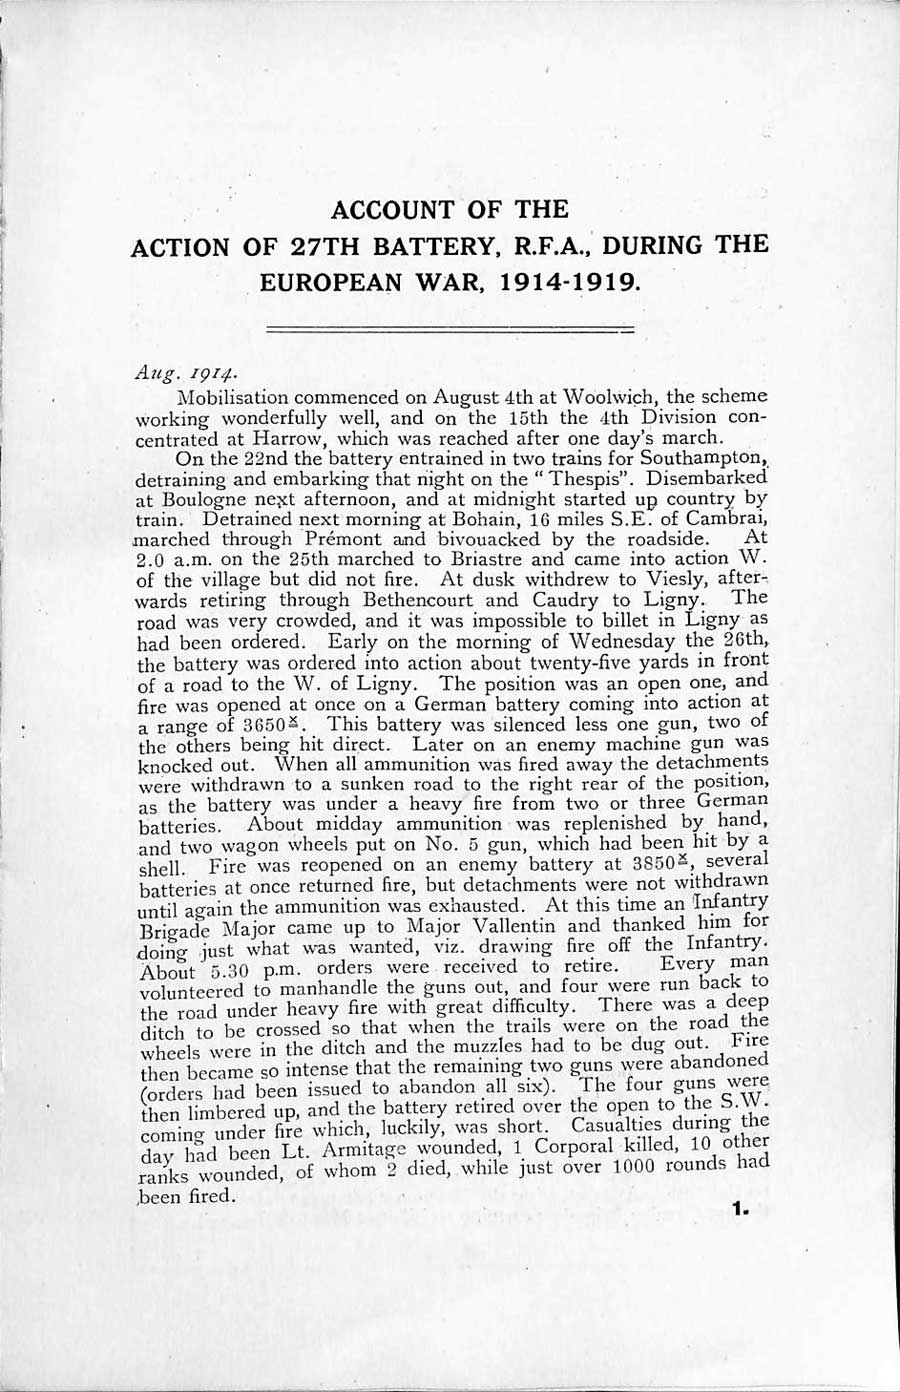 ACCOUNT OF THE
ACTION OF 27TH BATTERY, R.F.A., DURING THE
EUROPEAN WAR, 1914-1919.
Aug. 1914.
Mobilisation commenced on August 4th at Woolwich, the scheme
working wonderfully well, and on the 15th the 4th Division con-
centrated at Harrow, which was reached after one day's march.
On the 22nd the battery entrained in two trains for Southampton,
detraining and embarking that night on the " Thespis". Disembarked
at Boulogne next afternoon, and at midnight started up country by
train. Detrained next morning at Bohain, 16 miles S.E. of Cambrai,
marched through Prémont and bivouacked by the roadside. At
2.0 a.m. on the 25th marched to Briastre and came into action W.
of the village but did not fire. At dusk withdrew to Viesly, after-
wards retiring through Bethencourt and Caudry to Ligny. The
road was very crowded, and it was impossible to billet in Ligny as
had been ordered. Early on the morning of Wednesday the 26th,
the battery was ordered into action about twenty-five yards in front
of a road to the W. of Ligny. The position was an open one, and
fire was opened at once on a German battery coming into action at
a range of 3650ˣ. This battery was silenced less one gun, two of
the others being hit direct. Later on an enemy machine gun was
knocked out. When all ammunition was fired away the detachments
were withdrawn to a sunken road to the right rear of the position,
as the battery was under a heavy fire from two or three German
batteries. About midday ammunition was replenished by hand,
and two wagon wheels put on No. 5 gun, which had been hit by a
shell. Fire was reopened on an enemy battery at 3850ˣ, several
batteries at once returned fire, but detachments were not withdrawn
until again the ammunition was exhausted. At this time an Infantry
Brigade Major came up to Major Vallentin and thanked him for
doing just what was wanted, viz. drawing fire off the Infantry.
About 5.30 p.m. orders were received to retire. Every man
volunteered to manhandle the guns out, and four were run back to
the road under heavy fire with great difficulty. There was a deep
ditch to be crossed so that when the trails were on the road the
wheels were in the ditch and the muzzles had to be dug out. Fire
then became so intense that the remaining two guns were abandoned
(orders had been issued to abandon all six). The four guns were
then limbered up, and the battery retired over the open to the S.W.
coming under fire which, luckily, was short. Casualties during the
day had been Lt. Armitage wounded, 1 Corporal killed, 10 other
ranks wounded, of whom 2 died, while just over 1000 rounds had
been fired.
1.